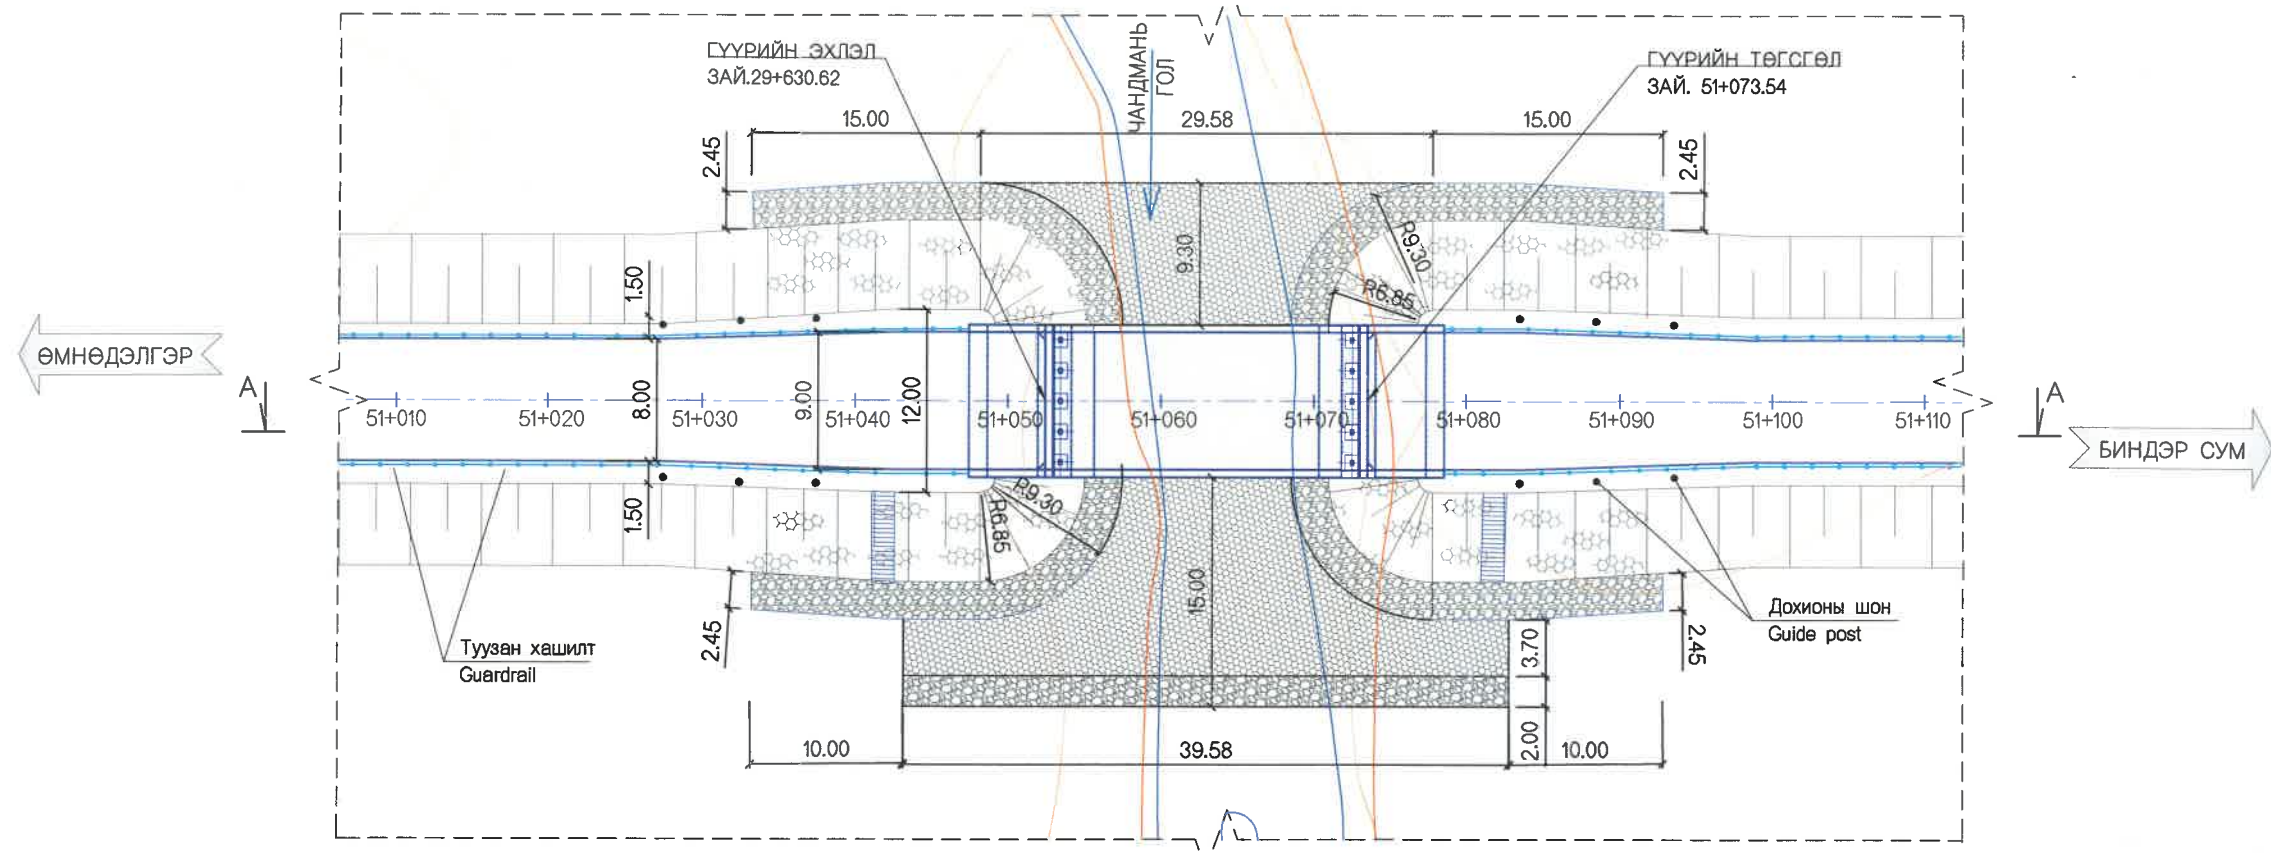 ГҮҮРИЙН ЭХЛЭЛ
ЗАЙ.29+630.62
ЧАНДМАНЬ
ГОЛ
ГҮҮРИЙН ТӨГСГӨЛ
ЗАЙ. 51+073.54
15.00
29.58
15.00
2.45
2.45
9.30
R9.30
R6.85
1.50
ӨМНӨДЭЛГЭР
A
8.00
9.00
12.00
51+010
51+020
51+030
51+040
51+050
51+060
51+070
51+080
51+090
51+100
51+110
A
БИНДЭР СУМ
1.50
R9.30
R6.85
15.00
2.45
Туузан хашилт
Guardrail
Дохионы шон
Guide post
3.70
2.45
2.00
10.00
39.58
10.00